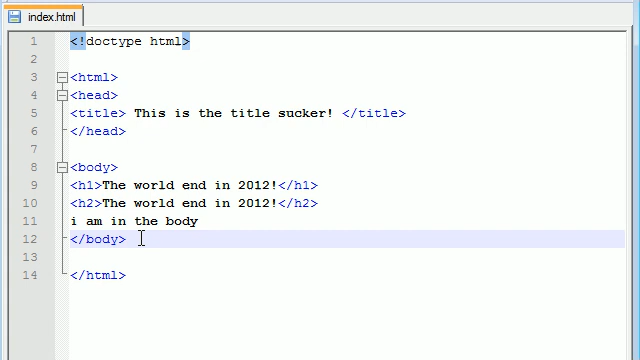 index.html
1 <!doctype html>
2
3 <html>
4 <head>
5 <title> This is the title sucker! </title>
6 </head>
7
8 <body>
9 <h1>The world end in 2012!</h1>
10 <h2>The world end in 2012!</h2>
11 i am in the body
12 </body>
13
14 </html>